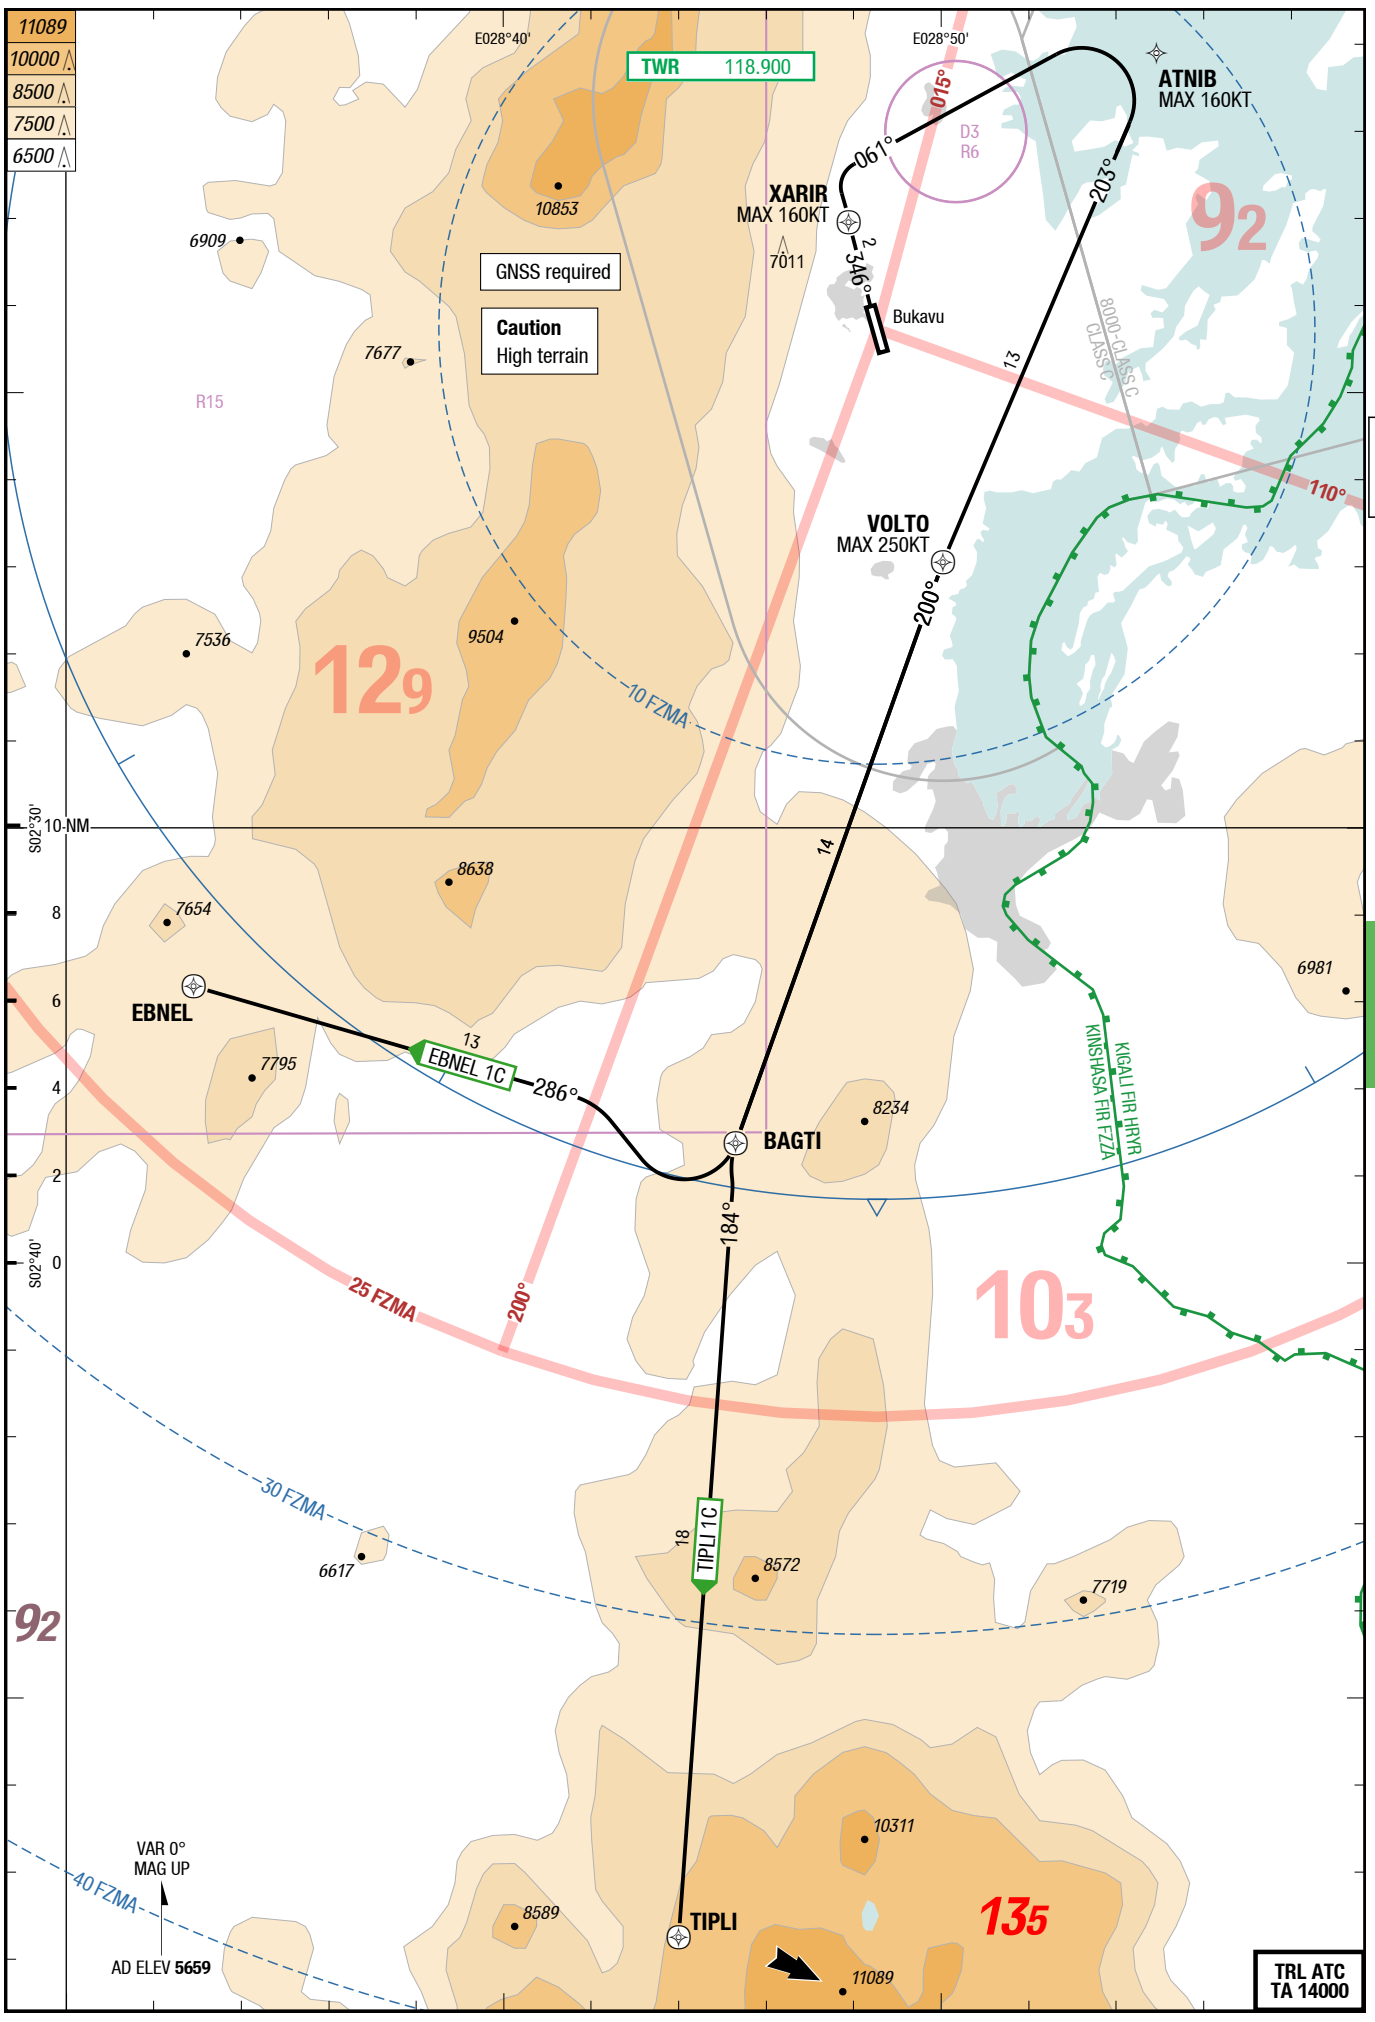 11089
10000
8500
7500
6500
E028°40'
E028°50'
TWR 118.900
015°
ATNIB
MAX 160KT
D3
R6
061°
203°
XARIR
MAX 160KT
92
10853
6909
2
346°
7011
GNSS required
Caution
High terrain
Bukavu
7677
13
8000-CLASS C
CLASS C
R15
110°
VOLTO
MAX 250KT
200°
7536
9504
129
10 FZMA
S02°30'
10 NM
14
8638
7654
8
6981
6
EBNEL
13
EBNEL 1C
286°
7795
4
8234
KIGALI FIR HRYR
KINSHASA FIR FZZA
BAGTI
2
184°
S02°40'
0
25 FZMA
200°
103
30 FZMA
18
TIPLI 1C
8572
6617
7719
92
10311
VAR 0°
MAG UP
40 FZMA
8589
TIPLI
135
AD ELEV 5659
11089
TRL ATC
TA 14000